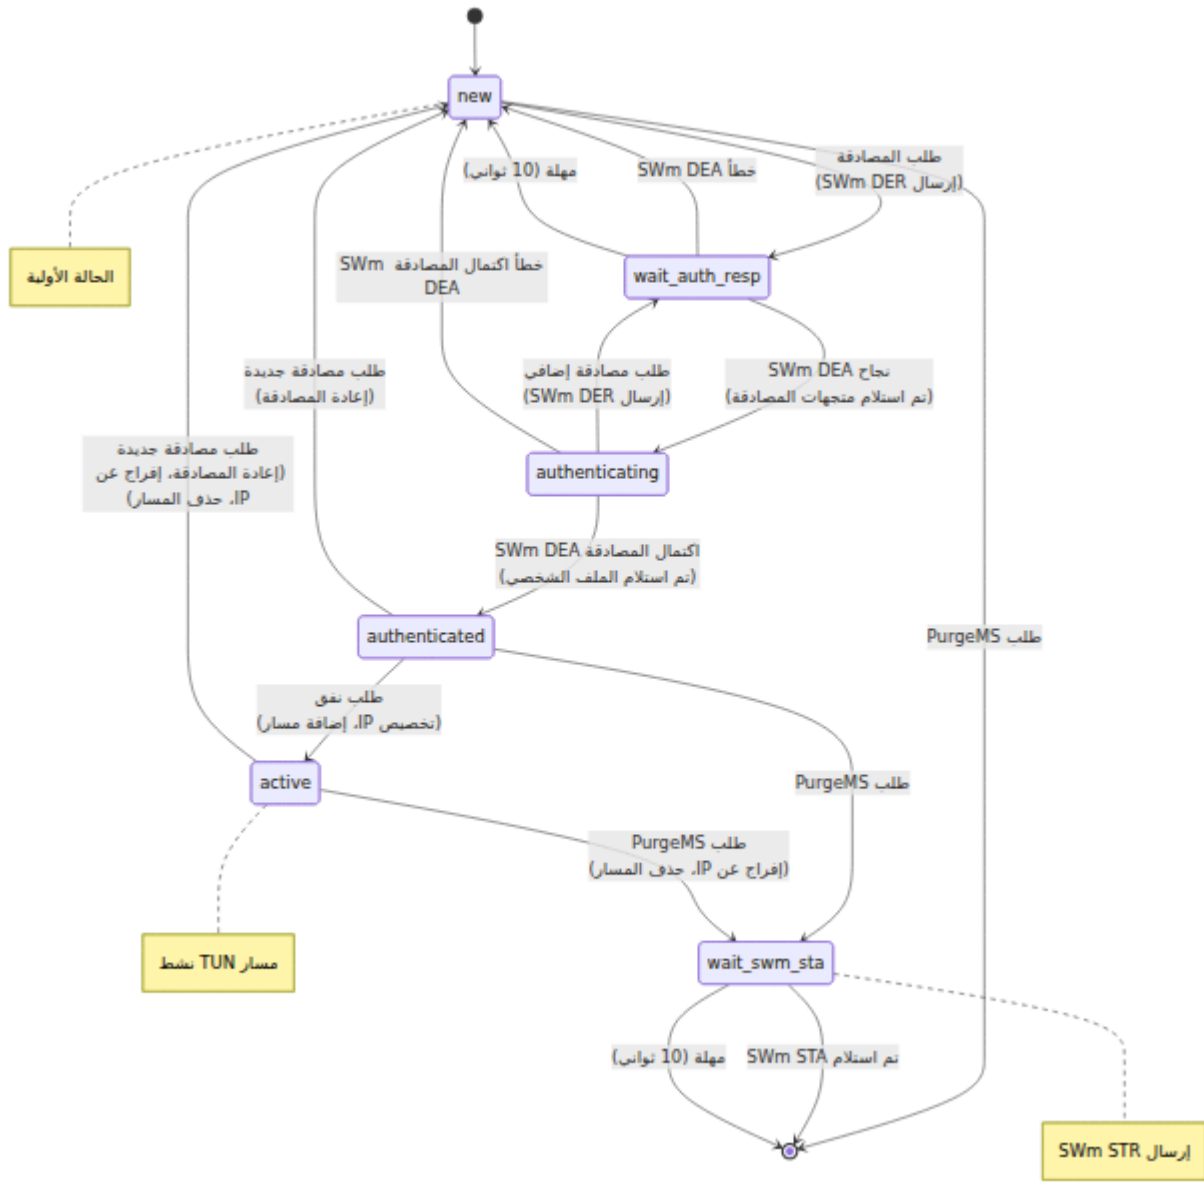 new
طلب المصادقة
(إرسال SWm DER)
خطأ SWm DEA
مهلة (10 ثواني)
الحالة الأولية
wait_auth_resp
خطأ اكتمال المصادقة SWm
DEA
نجاح SWm DEA
(تم استلام متجهات المصادقة)
طلب مصادقة إضافي
(إرسال SWm DER)
طلب مصادقة جديدة
(إعادة المصادقة)
طلب مصادقة جديدة
(إعادة المصادقة، إفراج عن
IP، حذف المسار)
authenticating
اكتمال المصادقة SWm DEA
(تم استلام الملف الشخصي)
authenticated
طلب PurgeMS
طلب نفق
(تخصيص IP، إضافة مسار)
active
طلب PurgeMS
طلب PurgeMS
(إفراج عن IP، حذف المسار)
مسار TUN نشط
wait_swm_sta
تم استلام SWm STA
مهلة (10 ثواني)
إرسال SWm STR